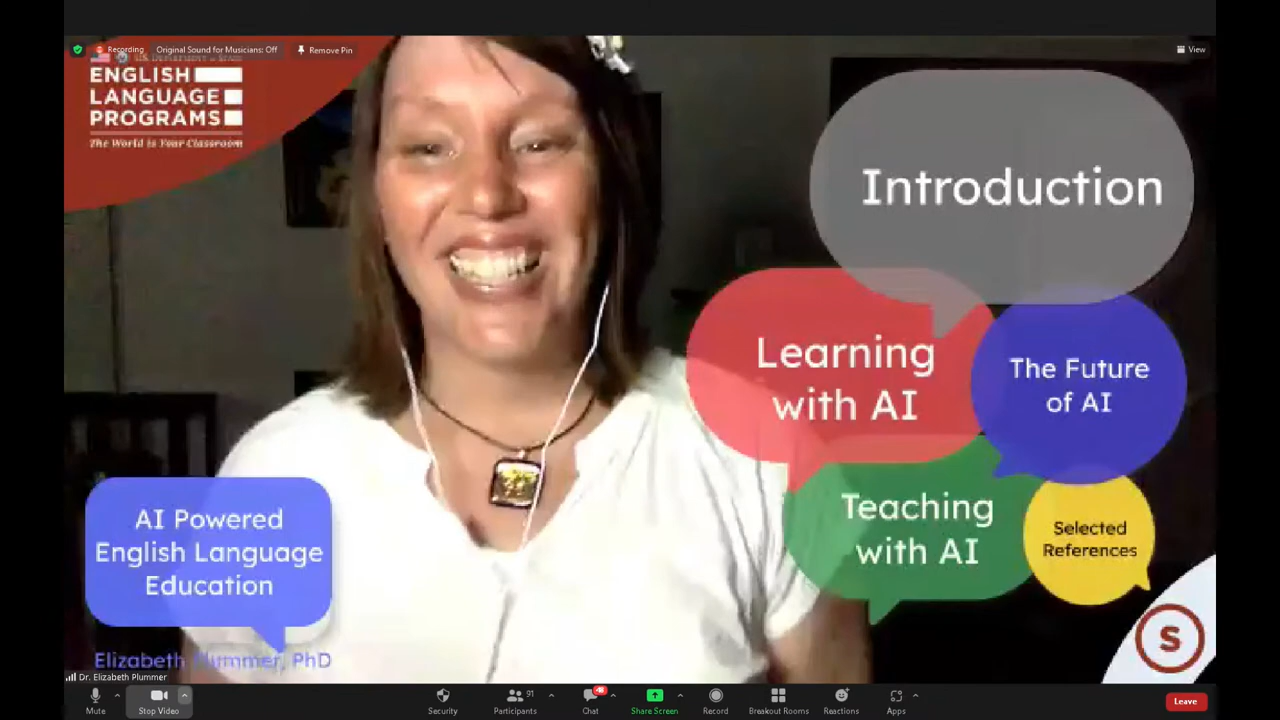 Recording
Original Sound for Musicians: Off
Remove Pin
View
ENGLISH
LANGUAGE
PROGRAMS
The World is Your Classroom
Introduction
Learning
with AI
The Future
of AI
Teaching
with AI
Selected
References
AI Powered
English Language
Education
Elizabeth Plummer, PhD
S
Dr. Elizabeth Plummer
Mute
Stop Video
Security
Participants
91
Chat
Share Screen
Record
Breakout Rooms
Reactions
Apps
Leave